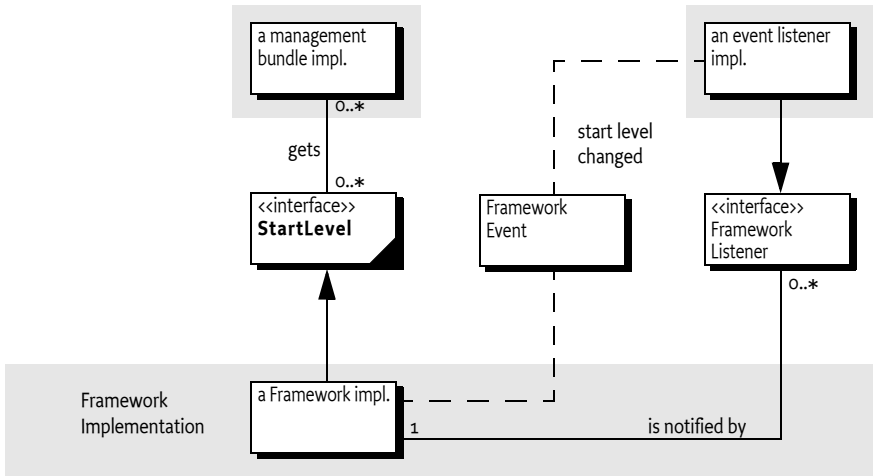 a management
bundle impl.
an event listener
impl.
0..*
start level
changed
gets
0..*
<<interface>>
StartLevel
Framework
Event
<<interface>>
Framework
Listener
0..*
a Framework impl.
Framework
Implementation
1
is notified by